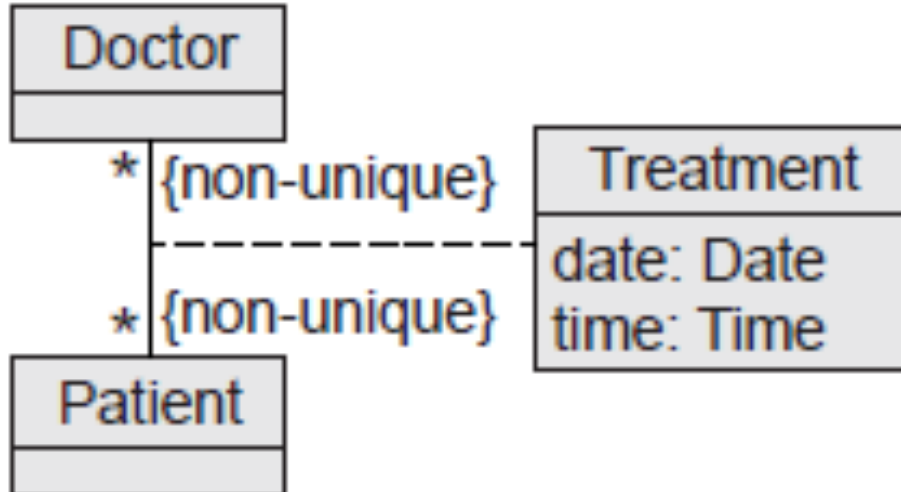 Doctor
* {non-unique}
Treatment
date: Date
time: Time
* {non-unique}
Patient